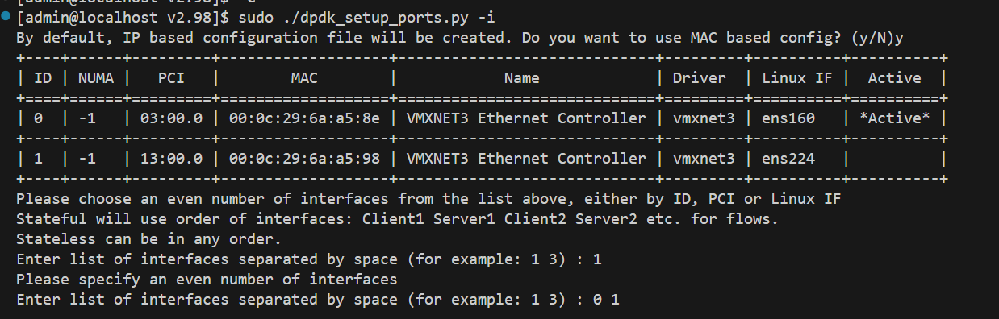 [admin@localhost v2.98]$ -c
[admin@localhost v2.98]$ sudo ./dpdk_setup_ports.py -i
By default, IP based configuration file will be created. Do you want to use MAC based config? (y/N)y
+----+------+---------+-------------------+-----------------------------+---------+----------+----------+
| ID | NUMA |   PCI   |        MAC        |            Name             | Driver  | Linux IF |  Active  |
+====+======+=========+===================+=============================+=========+==========+==========+
| 0  | -1   | 03:00.0 | 00:0c:29:6a:a5:8e | VMXNET3 Ethernet Controller | vmxnet3 | ens160   | *Active* |
+----+------+---------+-------------------+-----------------------------+---------+----------+----------+
| 1  | -1   | 13:00.0 | 00:0c:29:6a:a5:98 | VMXNET3 Ethernet Controller | vmxnet3 | ens224   |          |
+----+------+---------+-------------------+-----------------------------+---------+----------+----------+
Please choose an even number of interfaces from the list above, either by ID, PCI or Linux IF
Stateful will use order of interfaces: Client1 Server1 Client2 Server2 etc. for flows.
Stateless can be in any order.
Enter list of interfaces separated by space (for example: 1 3) : 1
Please specify an even number of interfaces
Enter list of interfaces separated by space (for example: 1 3) : 0 1